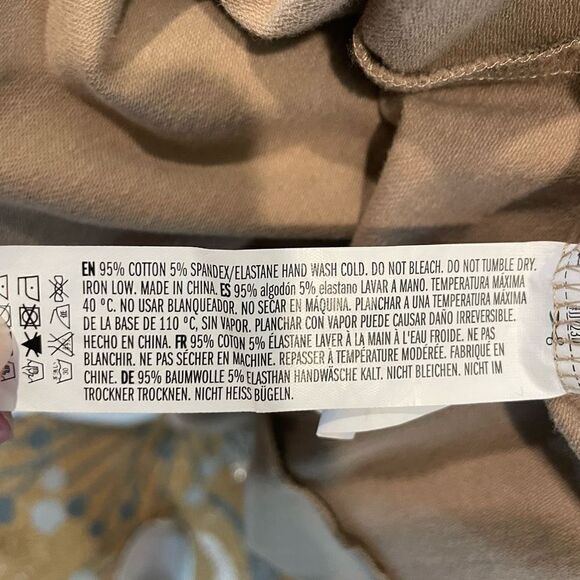 EN 95% COTTON 5% SPANDEX/ELASTANE HAND WASH COLD. DO NOT BLEACH. DO NOT TUMBLE DRY.
IRON LOW. MADE IN CHINA. ES 95% algodón 5% elastano LAVAR A MANO. TEMPERATURA MÁXIMA
40 °C. NO USAR BLANQUEADOR. NO SECAR EN MÁQUINA. PLANCHAR A UNA TEMPERATURA MÁXIMA
DE LA BASE DE 110 °C, SIN VAPOR. PLANCHAR CON VAPOR PUEDE CAUSAR DAÑO IRREVERSIBLE.
HECHO EN CHINA. FR 95% COTON 5% ÉLASTANE LAVER À LA MAIN À L'EAU FROIDE. NE PAS
BLANCHIR. NE PAS SÉCHER EN MACHINE. REPASSER À TEMPÉRATURE MODÉRÉE. FABRIQUÉ EN
CHINE. DE 95% BAUMWOLLE 5% ELASTHAN HANDWÄSCHE KALT. NICHT BLEICHEN. NICHT IM
TROCKNER TROCKNEN. NICHT HEISS BÜGELN.